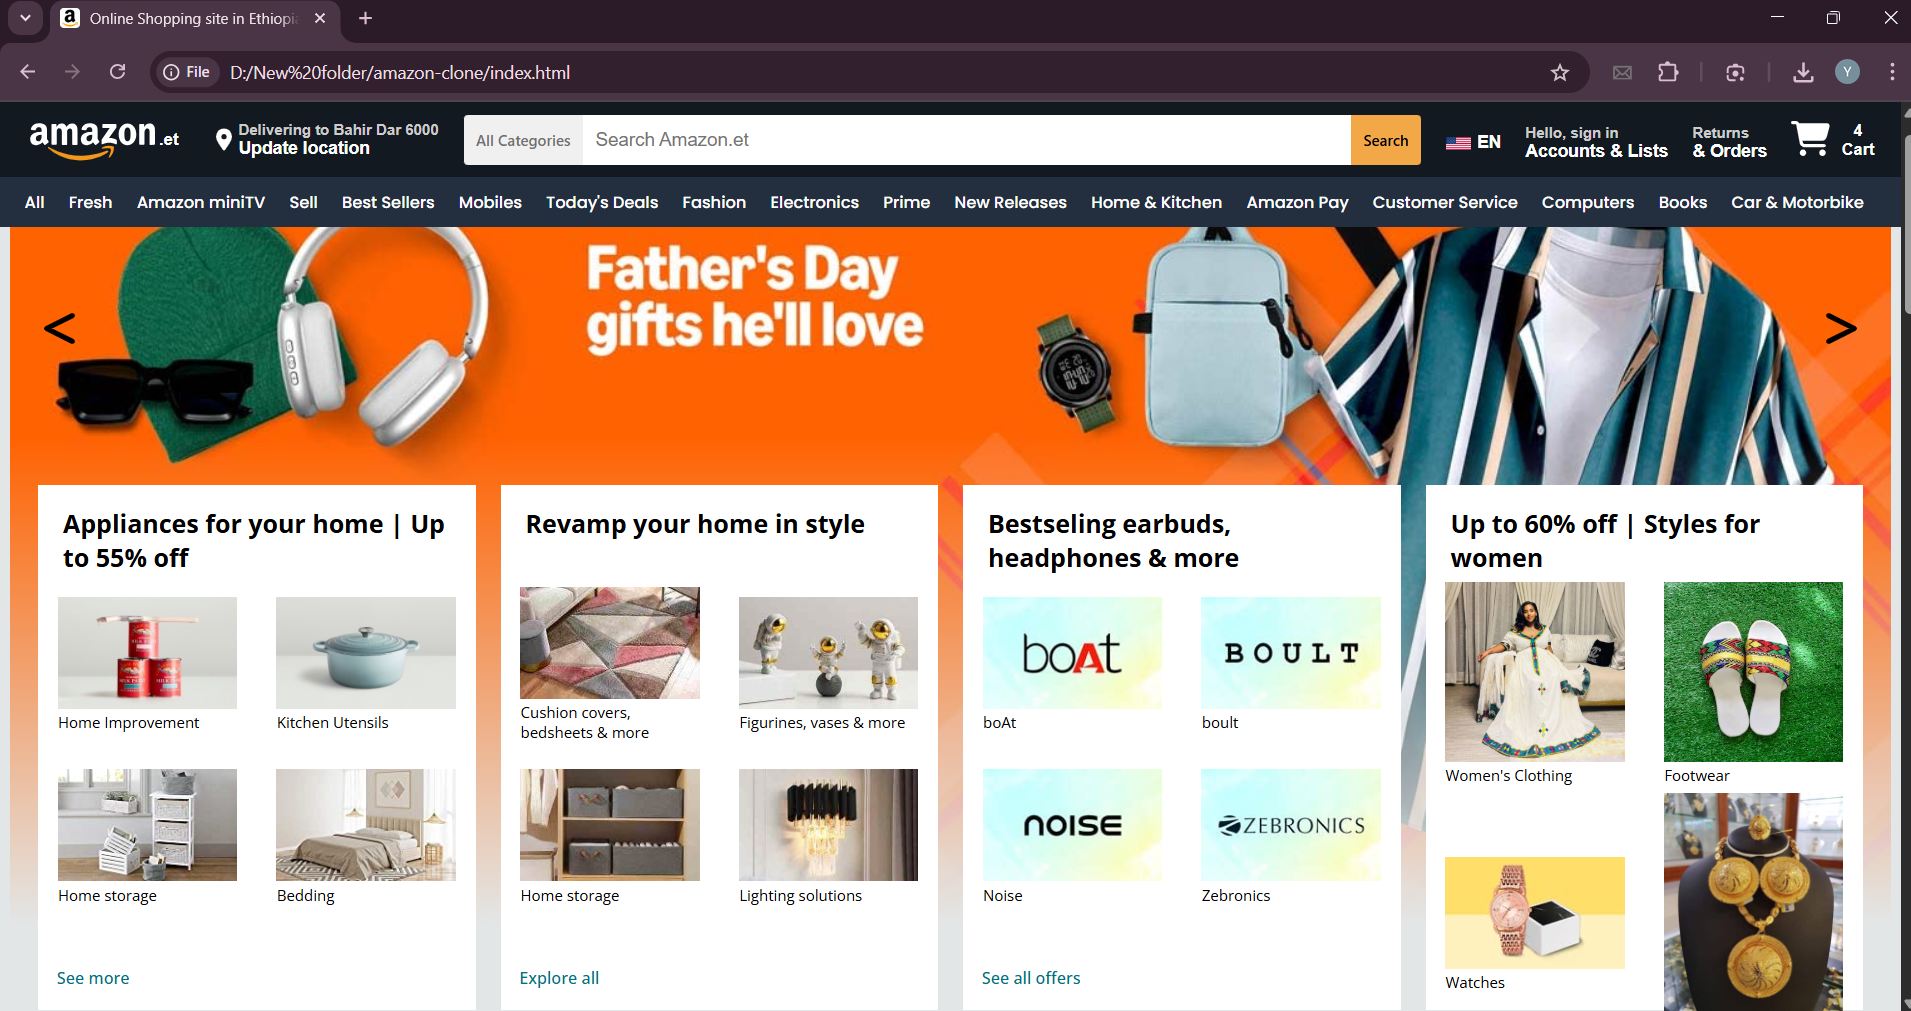 Online Shopping site in Ethiopia
File
D:/New%20folder/amazon-clone/index.html
Y
amazon.et
Delivering to Bahir Dar 6000
Update location
All Categories
Search Amazon.et
Search
EN
Hello, sign in
Accounts & Lists
Returns
& Orders
4
Cart
All Fresh Amazon miniTV Sell Best Sellers Mobiles Today's Deals Fashion Electronics Prime New Releases Home & Kitchen Amazon Pay Customer Service Computers Books Car & Motorbike
Father's Day
gifts he'll love
<
>
Appliances for your home | Up
to 55% off
Home Improvement
Kitchen Utensils
Home storage
Bedding
See more
Revamp your home in style
Cushion covers,
bedsheets & more
Figurines, vases & more
Home storage
Lighting solutions
Explore all
Bestseling earbuds,
headphones & more
boAt
BOULT
boAt
boult
NOISE
ZEBRONICS
Noise
Zebronics
See all offers
Up to 60% off | Styles for
women
Women's Clothing
Footwear
Watches